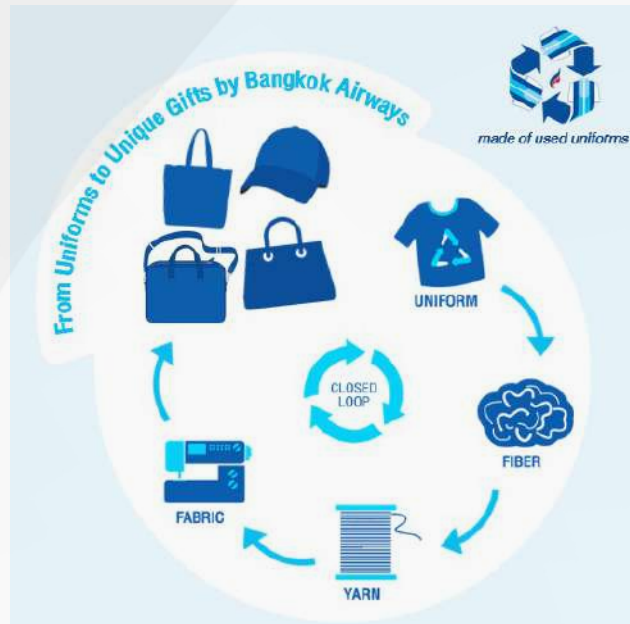 From Uniforms to Unique Gifts by Bangkok Airways
made of used uniforms
UNIFORM
CLOSED
LOOP
FIBER
FABRIC
YARN